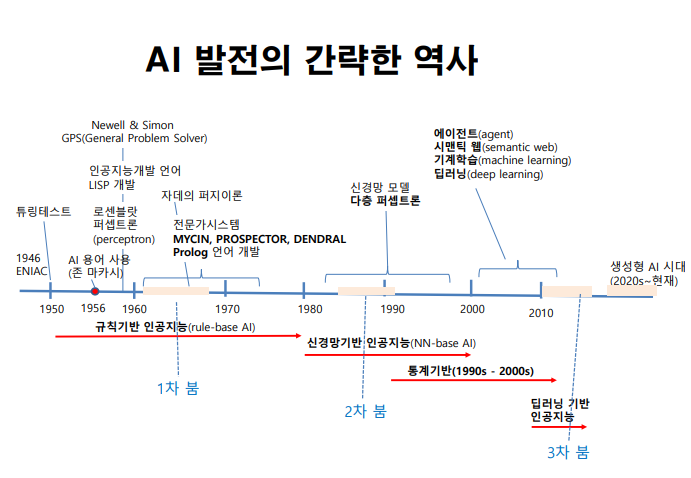 AI 발전의 간략한 역사
Newell & Simon
GPS(General Problem Solver)
인공지능개발 언어
LISP 개발
자데의 퍼지이론
튜링테스트
로센블랏
퍼셉트론
(perceptron)
전문가시스템
MYCIN, PROSPECTOR, DENDRAL
Prolog 언어 개발
신경망 모델
다층 퍼셉트론
에이전트(agent)
시맨틱 웹(semantic web)
기계학습(machine learning)
딥러닝(deep learning)
1946
ENIAC
AI 용어 사용
(존 마카시)
생성형 AI 시대
(2020s~현재)
1950
1956
1960
1970
1980
1990
2000
2010
규칙기반 인공지능(rule-base AI)
신경망기반 인공지능(NN-base AI)
통계기반(1990s - 2000s)
딥러닝 기반
인공지능
1차 붐
2차 붐
3차 붐